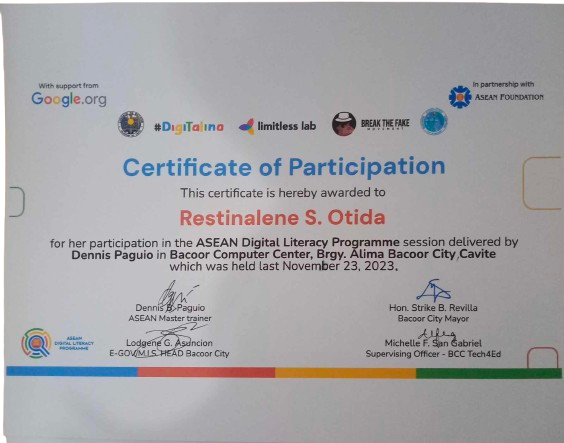 With support from
Google.org
In partnership with
ASEAN FOUNDATION
#DigiTalino
limitless lab
BREAK THE FAKE
MOVEMENT
Certificate of Participation
This certificate is hereby awarded to
Restinalene S. Otida
for her participation in the ASEAN Digital Literacy Programme session delivered by
Dennis Paguio in Bacoor Computer Center, Brgy. Alima Bacoor City,Cavite
which was held last November 23, 2023.
Dennis B. Paguio
ASEAN Master trainer
Hon. Strike B. Revilla
Bacoor City Mayor
Lodgene G. Asuncion
E-GOV/M.I.S. HEAD Bacoor City
Michelle F. San Gabriel
Supervising Officer - BCC Tech4Ed
ASEAN
DIGITAL LITERACY
PROGRAMME